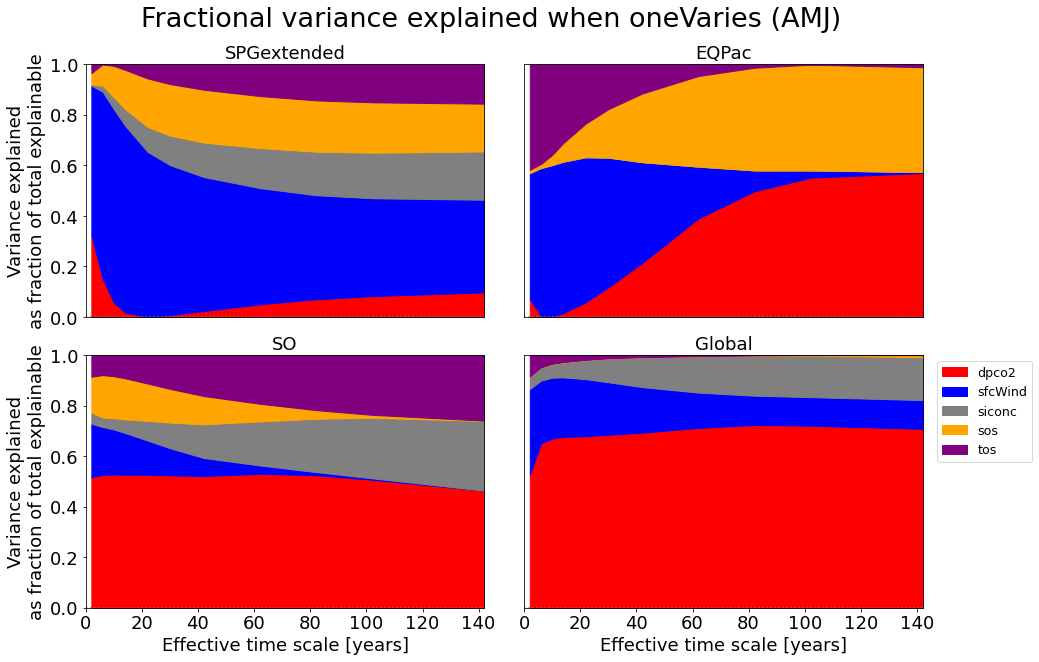 Fractional variance explained when oneVaries (AMJ)
SPGextended
EQPac
Variance explained
as fraction of total explainable
1.0
0.8
0.6
0.4
0.2
0.0
SO
Global
Variance explained
as fraction of total explainable
1.0
0.8
0.6
0.4
0.2
0.0
0 20 40 60 80 100 120 140
Effective time scale [years]
0 20 40 60 80 100 120 140
Effective time scale [years]
dpco2
sfcWind
siconc
sos
tos